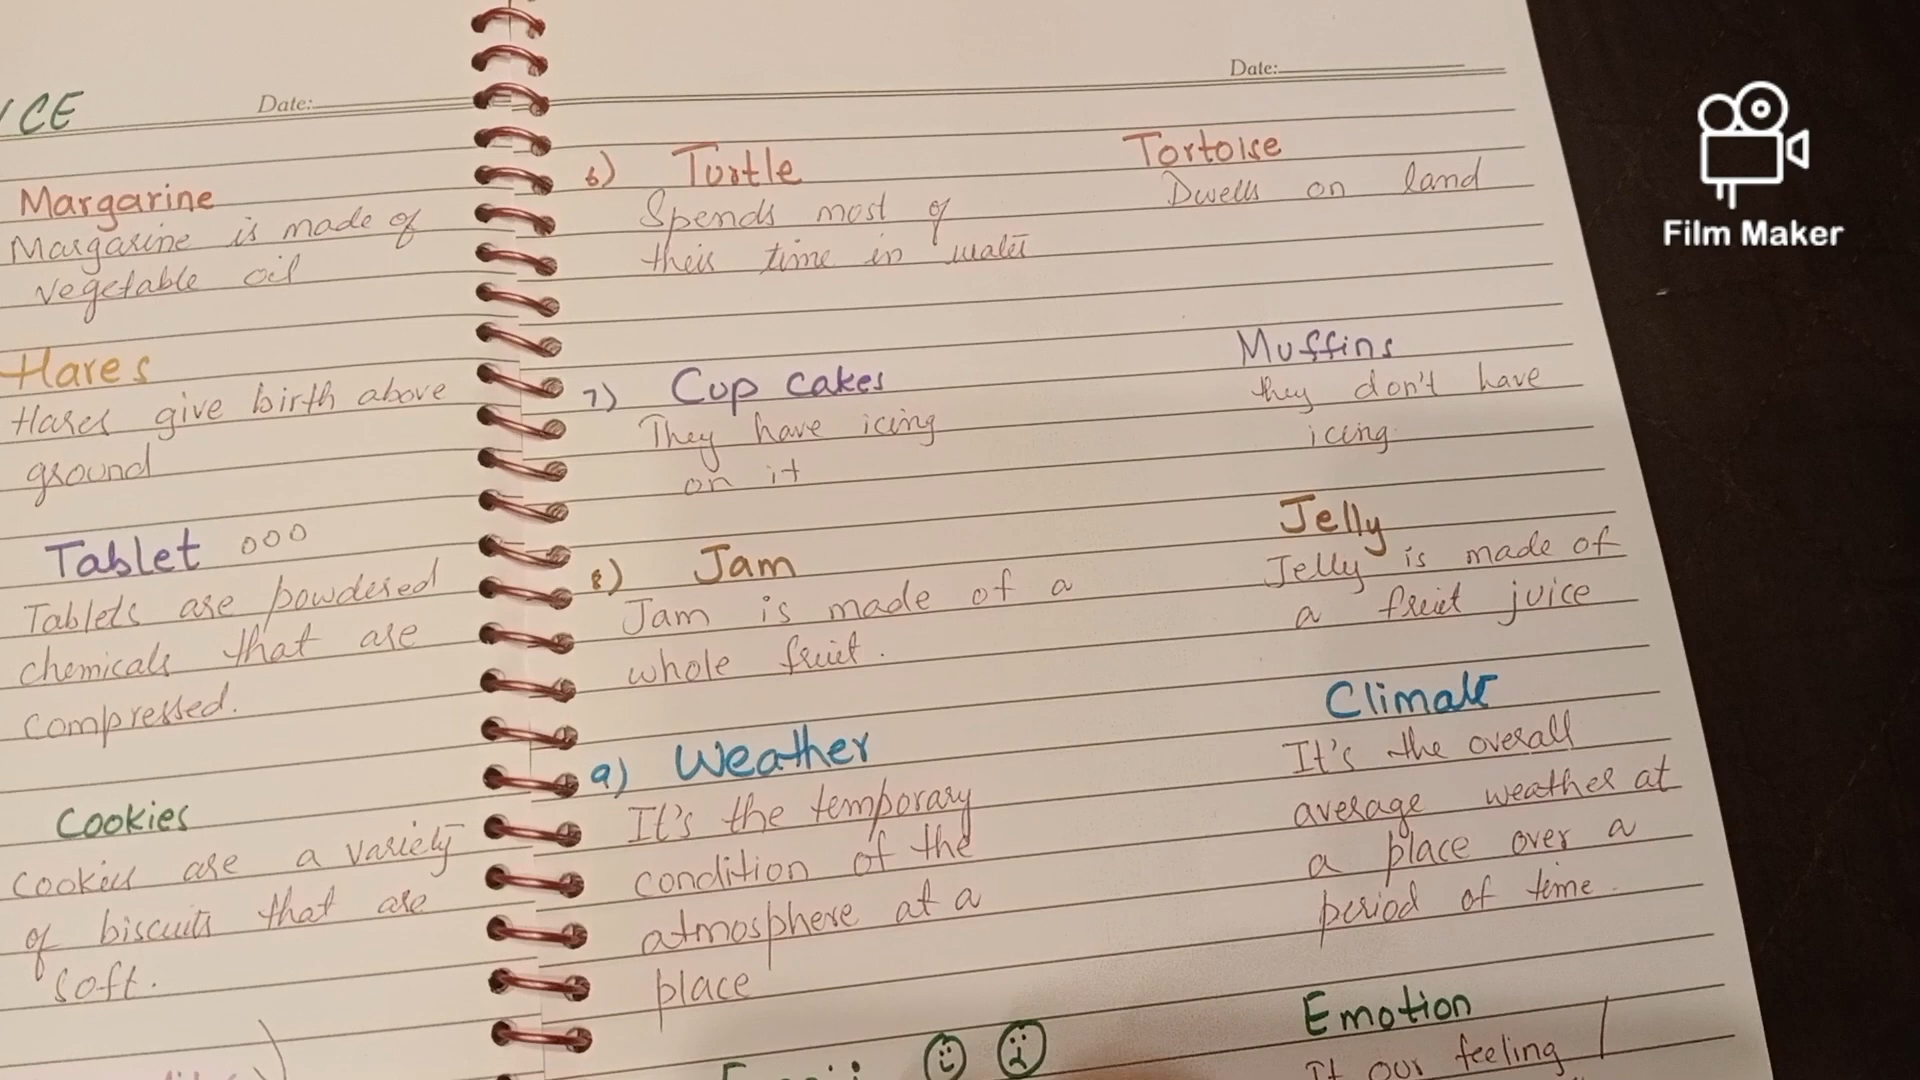 ICE
Date:
Margarine
Margarine is made of
vegetable oil
Hares
Hares give birth above
ground
Tablet
Tablets are powdered
chemicals that are
compressed.
Cookies
Cookies are a variety
of biscuits that are
soft.
Date:
6) Turtle Tortoise
Spends most of Dwells on land
their time in water
7) Cup cakes Muffins
They have icing they don't have
on it icing
8) Jam Jelly
Jam is made of a Jelly is made of
whole fruit. a fruit juice
9) Weather Climate
It's the temporary It's the overall
condition of the average weather at
atmosphere at a a place over a
place period of time.
Emotion
It our feeling
Film Maker